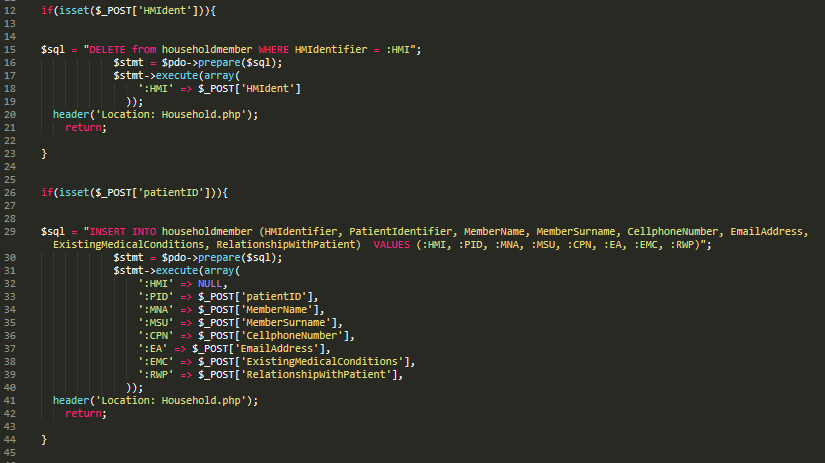 12 if(isset($_POST['HMIdent'])){
13
14
15 $sql = "DELETE from householdmember WHERE HMIdentifier = :HMI";
16 $stmt = $pdo->prepare($sql);
17 $stmt->execute(array(
18 ':HMI' => $_POST['HMIdent']
19 ));
20 header('Location: Household.php');
21 return;
22
23 }
24
25
26 if(isset($_POST['patientID'])){
27
28
29 $sql = "INSERT INTO householdmember (HMIdentifier, PatientIdentifier, MemberName, MemberSurname, CellphoneNumber, EmailAddress,
ExistingMedicalConditions, RelationshipWithPatient)  VALUES (:HMI, :PID, :MNA, :MSU, :CPN, :EA, :EMC, :RWP)";
30 $stmt = $pdo->prepare($sql);
31 $stmt->execute(array(
32 ':HMI' => NULL,
33 ':PID' => $_POST['patientID'],
34 ':MNA' => $_POST['MemberName'],
35 ':MSU' => $_POST['MemberSurname'],
36 ':CPN' => $_POST['CellphoneNumber'],
37 ':EA' => $_POST['EmailAddress'],
38 ':EMC' => $_POST['ExistingMedicalConditions'],
39 ':RWP' => $_POST['RelationshipWithPatient'],
40 ));
41 header('Location: Household.php');
42 return;
43
44 }
45